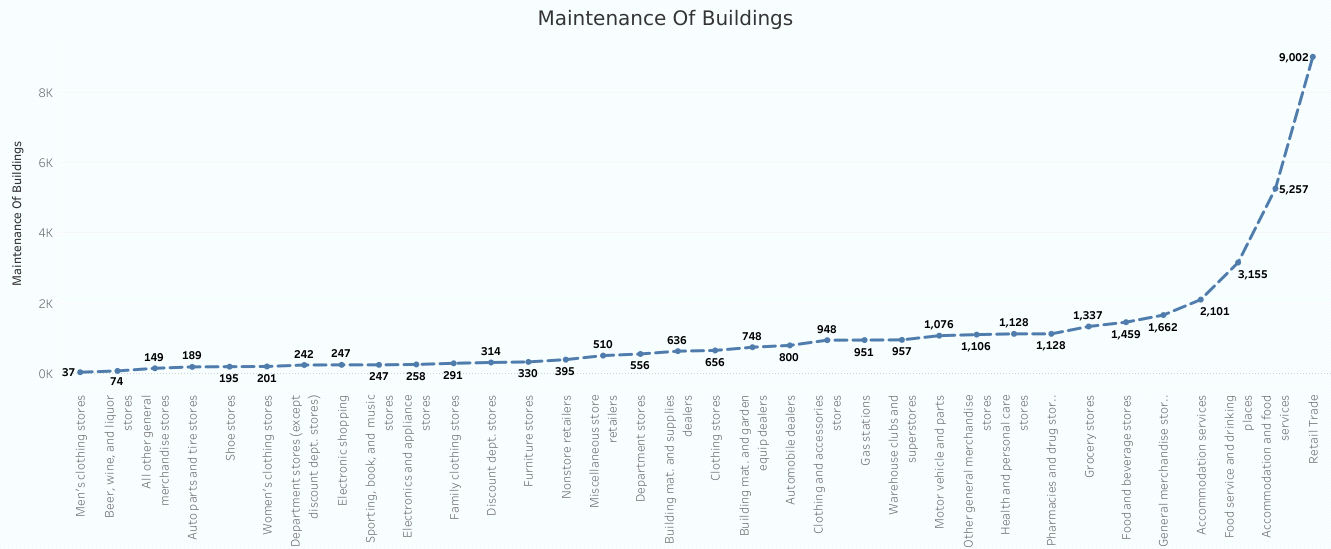 Maintenance Of Buildings
Maintenance Of Buildings
8K
6K
4K
2K
0K
37
74
149
189
195
201
242
247
247
258
291
314
330
395
510
556
636
656
748
800
948
951
957
1,076
1,106
1,128
1,128
1,337
1,459
1,662
2,101
3,155
5,257
9,002
Men's clothing stores
Beer, wine, and liquor
stores
All other general
merchandise stores
Auto parts and tire stores
Shoe stores
Women's clothing stores
Department stores (except
discount dept. stores)
Electronic shopping
Sporting, book, and music
stores
Electronics and appliance
stores
Family clothing stores
Discount dept. stores
Furniture stores
Nonstore retailers
Miscellaneous store
retailers
Department stores
Building mat. and supplies
dealers
Clothing stores
Building mat. and garden
equip dealers
Automobile dealers
Clothing and accessories
stores
Gas stations
Warehouse clubs and
superstores
Motor vehicle and parts
Other general merchandise
stores
Health and personal care
stores
Pharmacies and drug stor..
Grocery stores
Food and beverage stores
General merchandise stor..
Accommodation services
Food service and drinking
places
Accommodation and food
services
Retail Trade